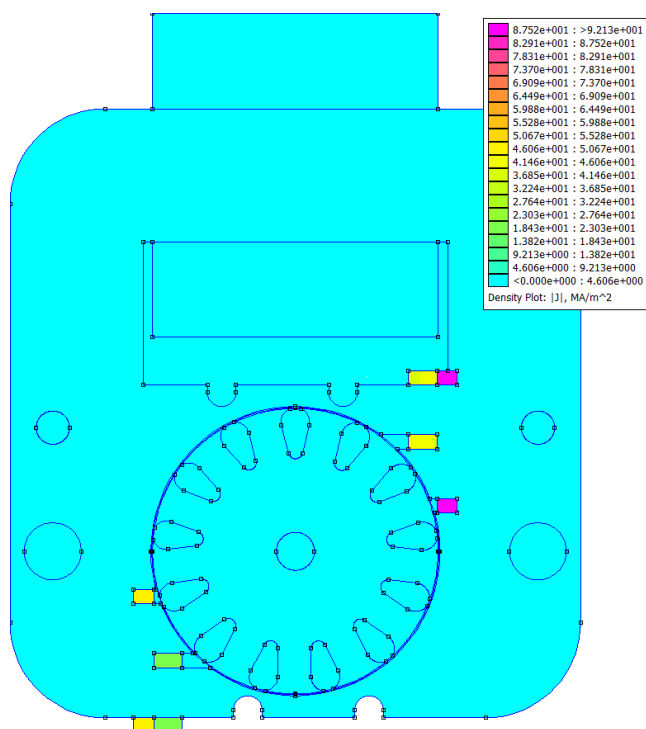 8.752e+001 : >9.213e+001
8.291e+001 : 8.752e+001
7.831e+001 : 8.291e+001
7.370e+001 : 7.831e+001
6.909e+001 : 7.370e+001
6.449e+001 : 6.909e+001
5.988e+001 : 6.449e+001
5.528e+001 : 5.988e+001
5.067e+001 : 5.528e+001
4.606e+001 : 5.067e+001
4.146e+001 : 4.606e+001
3.685e+001 : 4.146e+001
3.224e+001 : 3.685e+001
2.764e+001 : 3.224e+001
2.303e+001 : 2.764e+001
1.843e+001 : 2.303e+001
1.382e+001 : 1.843e+001
9.213e+000 : 1.382e+001
4.606e+000 : 9.213e+000
<0.000e+000 : 4.606e+000
Density Plot: |J|, MA/m^2